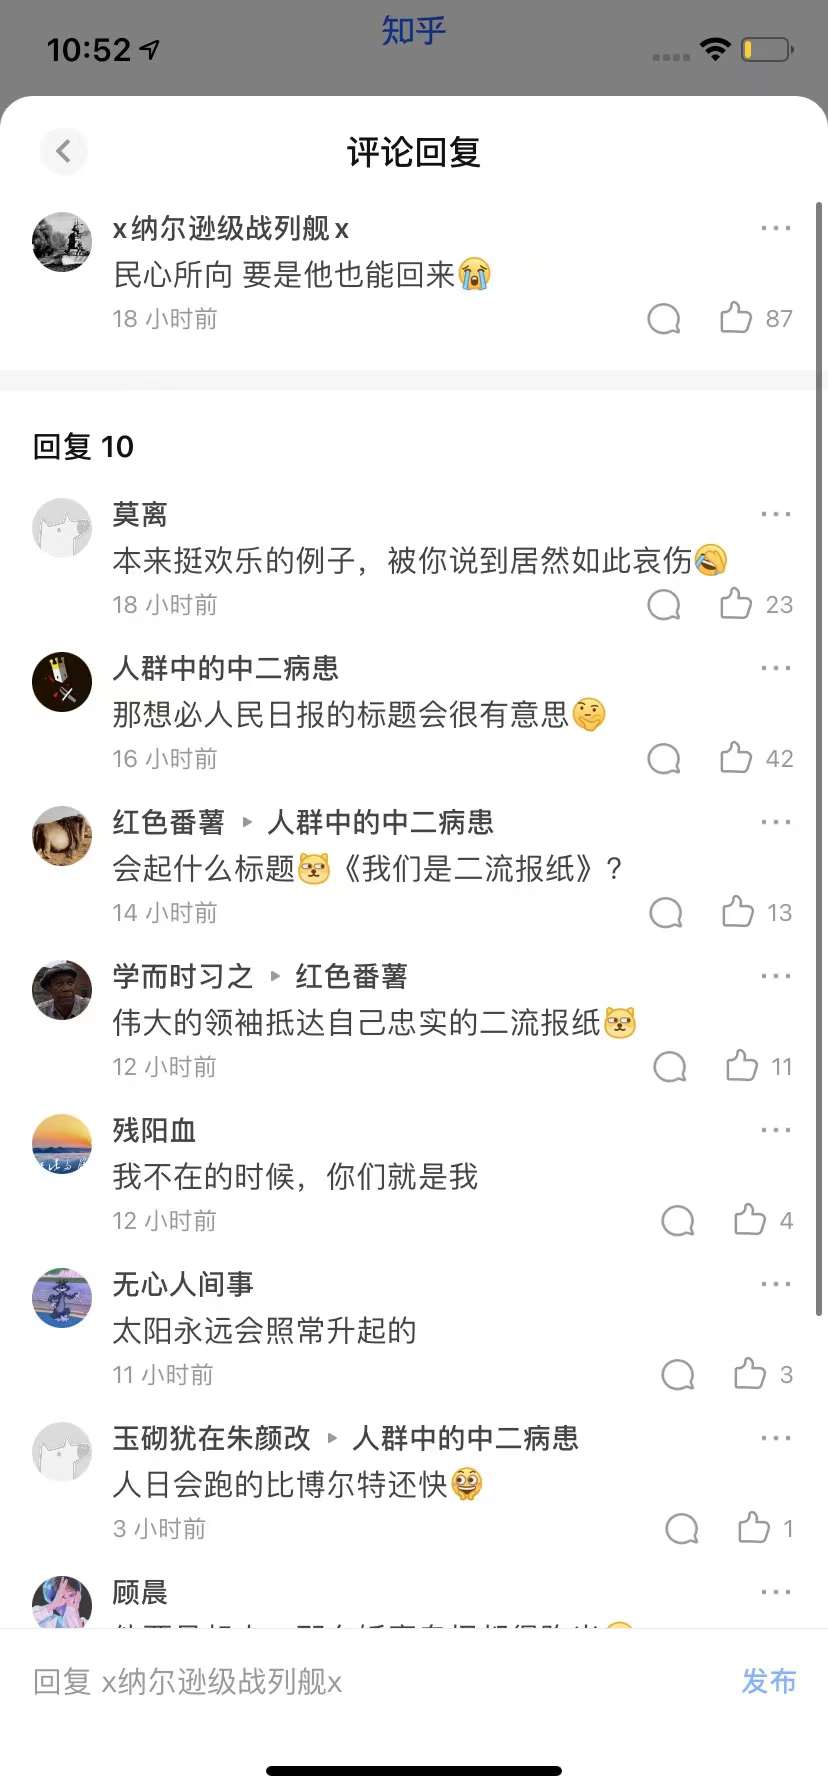 10:52
知乎
评论回复
x纳尔逊级战列舰x
民心所向 要是他也能回来😭
18 小时前
87
回复 10
莫离
本来挺欢乐的例子，被你说到居然如此哀伤🤣
18 小时前
23
人群中的中二病患
那想必人民日报的标题会很有意思🤔
16 小时前
42
红色番薯 ▸ 人群中的中二病患
会起什么标题《我们是二流报纸》?
14 小时前
13
学而时习之 ▸ 红色番薯
伟大的领袖抵达自己忠实的二流报纸
12 小时前
11
残阳血
我不在的时候，你们就是我
12 小时前
4
无心人间事
太阳永远会照常升起的
11 小时前
3
玉砌犹在朱颜改 ▸ 人群中的中二病患
人日会跑的比博尔特还快
3 小时前
1
顾晨
回复 x纳尔逊级战列舰x
发布